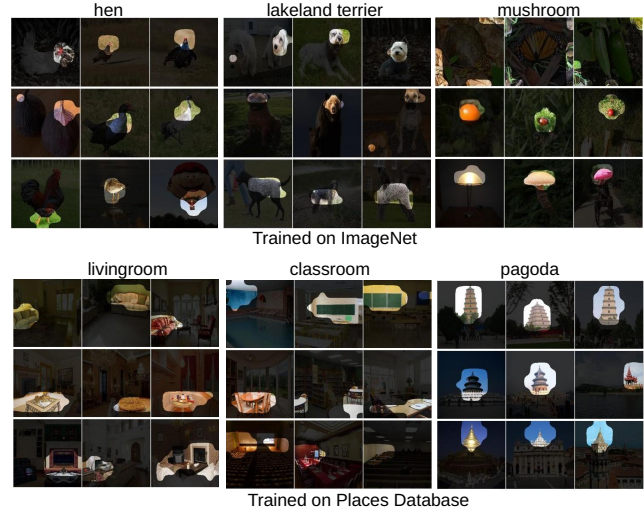 hen lakeland terrier mushroom
Trained on ImageNet
livingroom classroom pagoda
Trained on Places Database